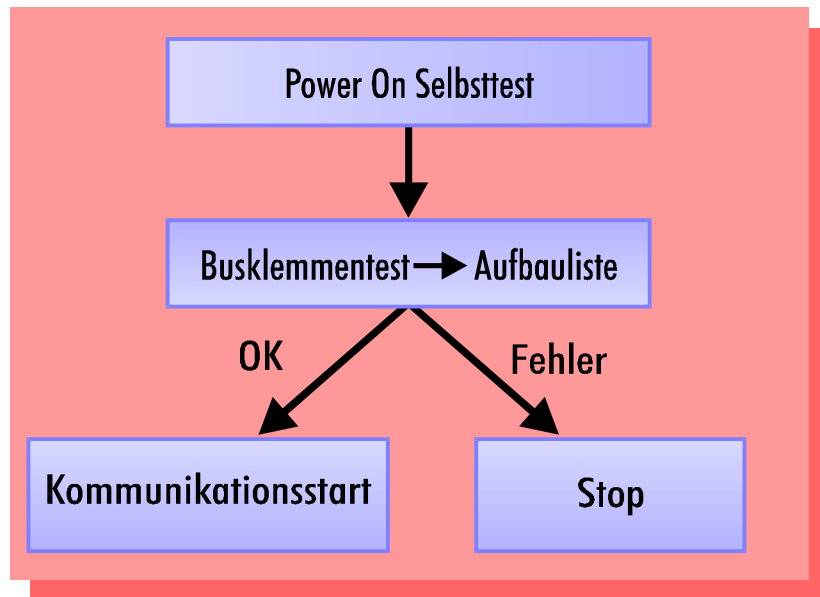 Power On Selbsttest
Busklemmentest → Aufbauliste
OK
Fehler
Kommunikationsstart
Stop